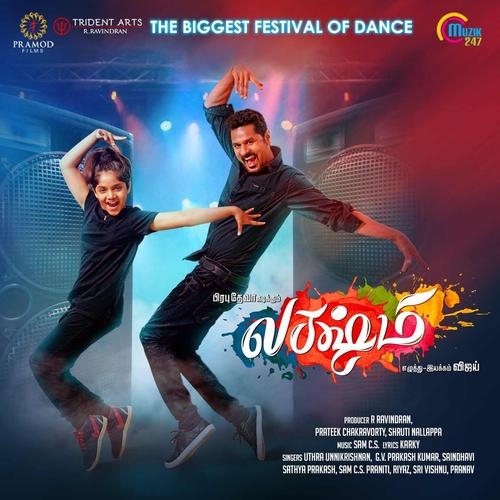 PRAMOD
FILMS
TRIDENT ARTS
R.RAVINDRAN
THE BIGGEST FESTIVAL OF DANCE
MUZIK
247
பிரபுதேவா நடிக்கும்
லக்ஷ்மி
எழுத்து-இயக்கம் விஜய்
PRODUCER R RAVINDRAN,
PRATEEK CHAKRAVORTY, SHRUTI NALLAPPA
MUSIC SAM C.S. LYRICS KARKY
SINGERS UTHRA UNNIKRISHNAN, G.V. PRAKASH KUMAR, SAINDHAVI
SATHYA PRAKASH, SAM C.S. PRANITI, RIYAZ, SRI VISHNU, PRANAV